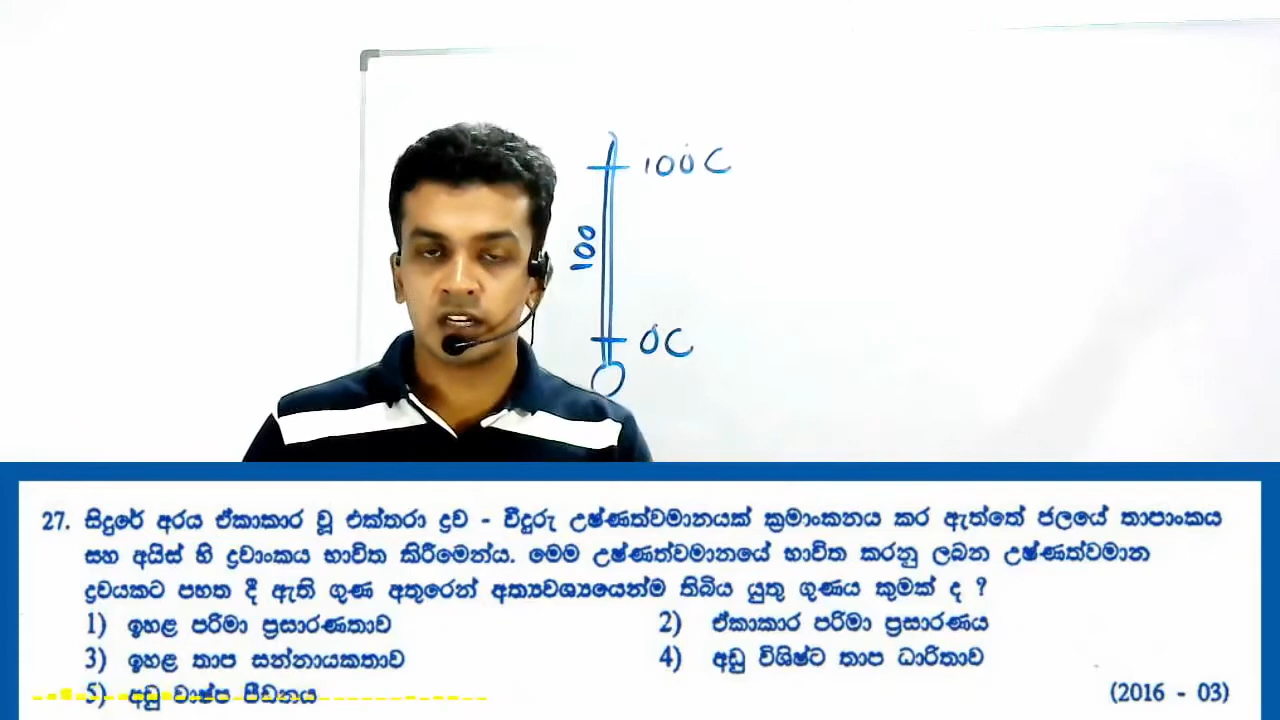 100°C
100
0°C
27. සිදුරේ අරය ඒකාකාර වූ එක්තරා ද්‍රව - වීදුරු උෂ්ණත්වමානයක් ක්‍රමාංකනය කර ඇත්තේ ජලයේ තාපාංකය
සහ අයිස් හි ද්‍රවාංකය භාවිත කිරීමෙන්ය. මෙම උෂ්ණත්වමානයේ භාවිත කරනු ලබන උෂ්ණත්වමාන
ද්‍රවයකට පහත දී ඇති ගුණ අතුරෙන් අත්‍යවශ්‍යයෙන්ම තිබිය යුතු ගුණය කුමක් ද ?
1) ඉහළ පරිමා ප්‍රසාරණතාව 2) ඒකාකාර පරිමා ප්‍රසාරණය
3) ඉහළ තාප සන්නායකතාව 4) අඩු විශිෂ්ට තාප ධාරිතාව
5) අඩු වාෂ්ප පීඩනය (2016 - 03)